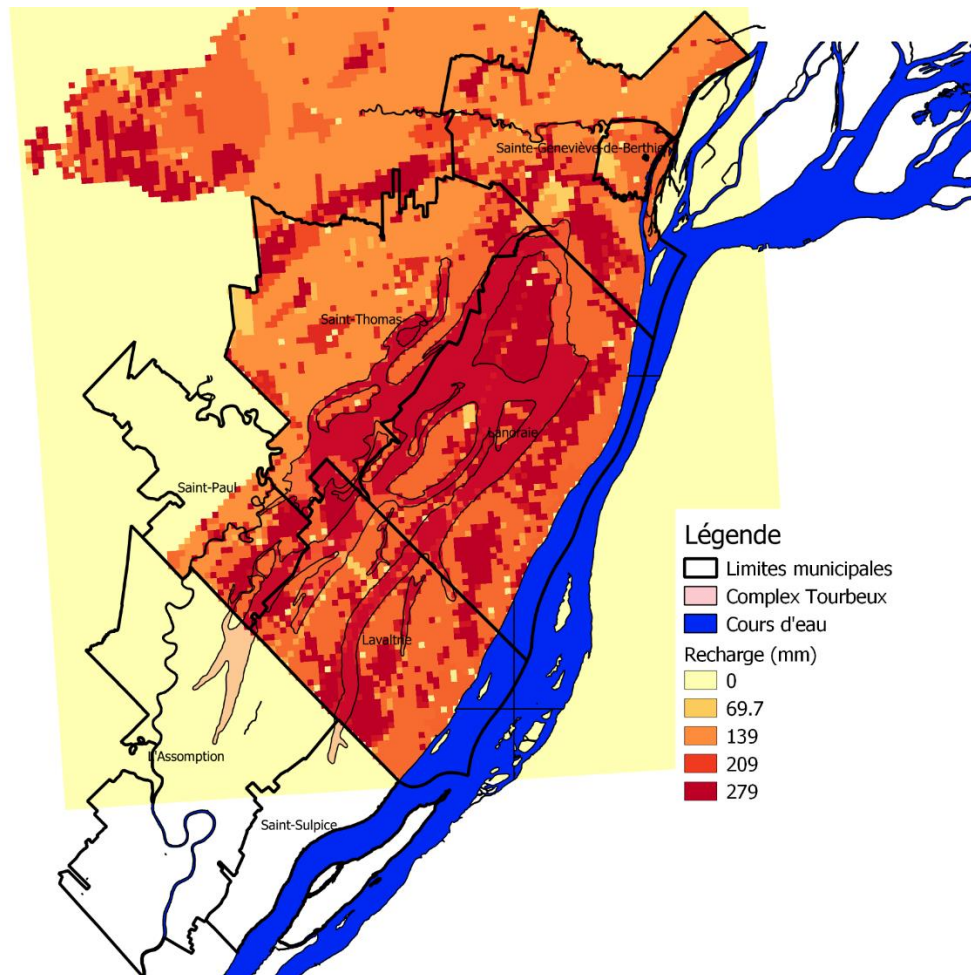 Sainte-Geneviève-de-Berthier
Saint-Thomas
Lanoraie
Saint-Paul
Lavaltrie
L'Assomption
Saint-Sulpice
Légende
Limites municipales
Complex Tourbeux
Cours d'eau
Recharge (mm)
0
69.7
139
209
279